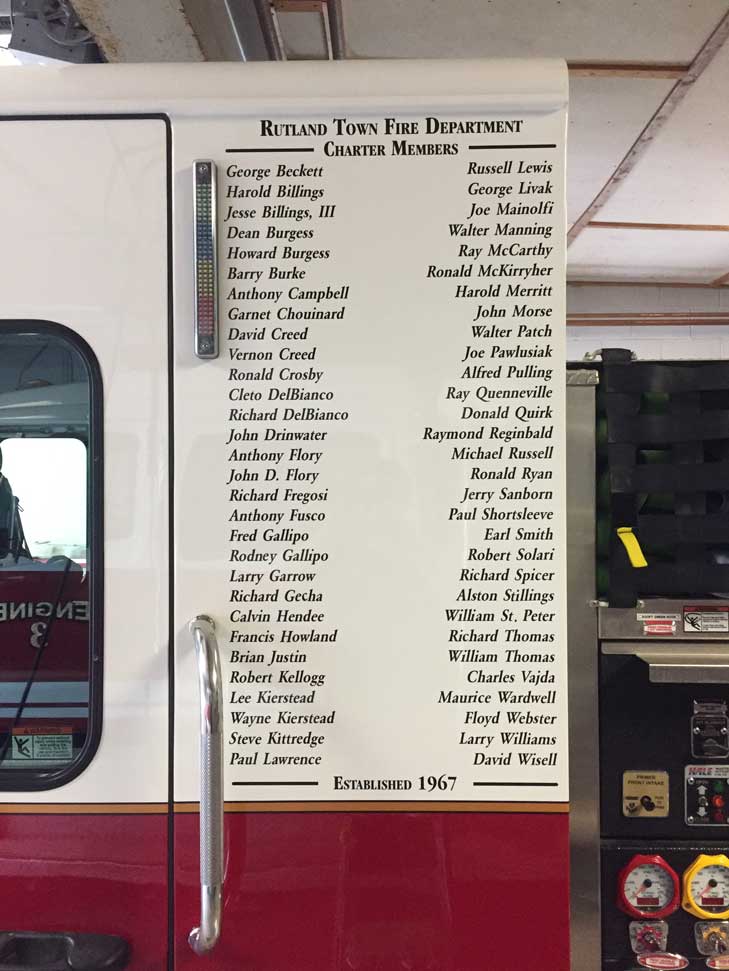 RUTLAND TOWN FIRE DEPARTMENT
CHARTER MEMBERS
George Beckett
Harold Billings
Jesse Billings, III
Dean Burgess
Howard Burgess
Barry Burke
Anthony Campbell
Garnet Chouinard
David Creed
Vernon Creed
Ronald Crosby
Cleto DelBianco
Richard DelBianco
John Drinwater
Anthony Flory
John D. Flory
Richard Fregosi
Anthony Fusco
Fred Gallipo
Rodney Gallipo
Larry Garrow
Richard Gecha
Calvin Hendee
Francis Howland
Brian Justin
Robert Kellogg
Lee Kierstead
Wayne Kierstead
Steve Kittredge
Paul Lawrence
Russell Lewis
George Livak
Joe Mainolfi
Walter Manning
Ray McCarthy
Ronald McKirryher
Harold Merritt
John Morse
Walter Patch
Joe Pawlusiak
Alfred Pulling
Ray Quenneville
Donald Quirk
Raymond Reginbald
Michael Russell
Ronald Ryan
Jerry Sanborn
Paul Shortsleeve
Earl Smith
Robert Solari
Richard Spicer
Alston Stillings
William St. Peter
Richard Thomas
William Thomas
Charles Vajda
Maurice Wardwell
Floyd Webster
Larry Williams
David Wisell
ESTABLISHED 1967
ENGINE
3
WARNING
PRIMER
FRONT INTAKE
HALE